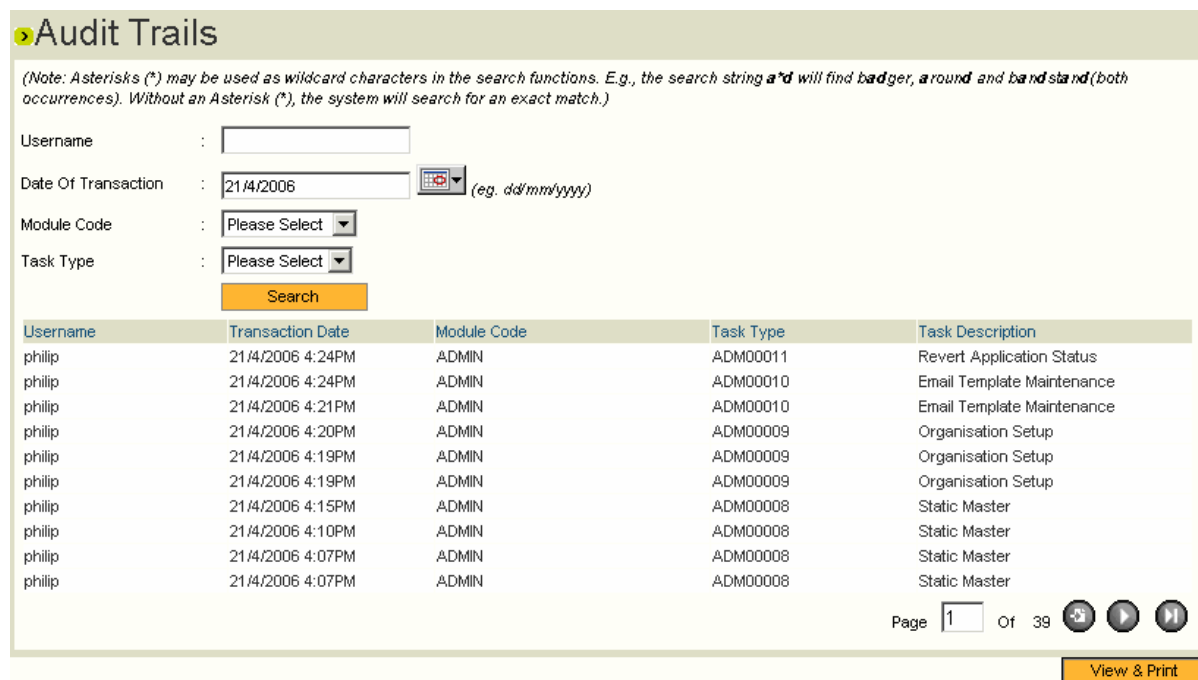 Audit Trails
(Note: Asterisks (*) may be used as wildcard characters in the search functions. E.g., the search string a*d will find badger, around and bandstand(both
occurrences). Without an Asterisk (*), the system will search for an exact match.)
Username :
Date Of Transaction : 21/4/2006 (eg. dd/mm/yyyy)
Module Code : Please Select
Task Type : Please Select
Search
Username Transaction Date Module Code Task Type Task Description
philip 21/4/2006 4:24PM ADMIN ADM00011 Revert Application Status
philip 21/4/2006 4:24PM ADMIN ADM00010 Email Template Maintenance
philip 21/4/2006 4:21PM ADMIN ADM00010 Email Template Maintenance
philip 21/4/2006 4:20PM ADMIN ADM00009 Organisation Setup
philip 21/4/2006 4:19PM ADMIN ADM00009 Organisation Setup
philip 21/4/2006 4:19PM ADMIN ADM00009 Organisation Setup
philip 21/4/2006 4:15PM ADMIN ADM00008 Static Master
philip 21/4/2006 4:10PM ADMIN ADM00008 Static Master
philip 21/4/2006 4:07PM ADMIN ADM00008 Static Master
philip 21/4/2006 4:07PM ADMIN ADM00008 Static Master
Page 1 Of 39
View & Print